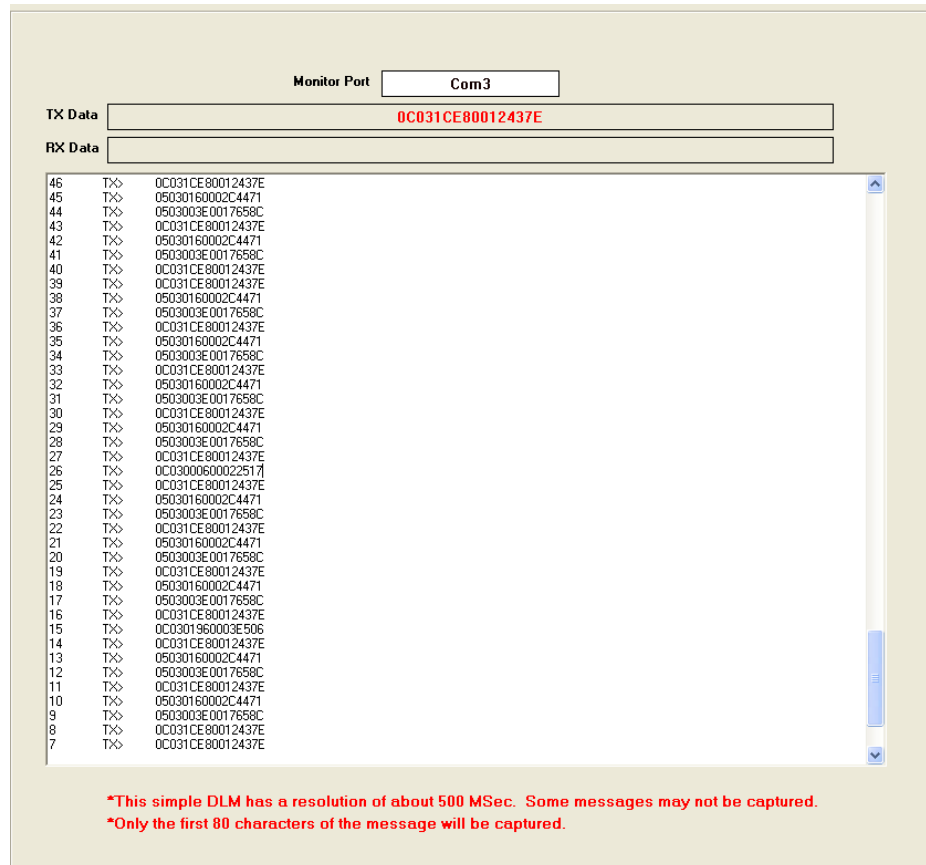 Monitor Port Com3
TX Data 0C031CE80012437E
RX Data
46 TX> 0C031CE80012437E
45 TX> 05030160002C4471
44 TX> 0503003E0017658C
43 TX> 0C031CE80012437E
42 TX> 05030160002C4471
41 TX> 0503003E0017658C
40 TX> 0C031CE80012437E
39 TX> 0C031CE80012437E
38 TX> 05030160002C4471
37 TX> 0503003E0017658C
36 TX> 0C031CE80012437E
35 TX> 05030160002C4471
34 TX> 0503003E0017658C
33 TX> 0C031CE80012437E
32 TX> 05030160002C4471
31 TX> 0503003E0017658C
30 TX> 0C031CE80012437E
29 TX> 05030160002C4471
28 TX> 0503003E0017658C
27 TX> 0C031CE80012437E
26 TX> 0C03000600022517
25 TX> 0C031CE80012437E
24 TX> 05030160002C4471
23 TX> 0503003E0017658C
22 TX> 0C031CE80012437E
21 TX> 05030160002C4471
20 TX> 0503003E0017658C
19 TX> 0C031CE80012437E
18 TX> 05030160002C4471
17 TX> 0503003E0017658C
16 TX> 0C031CE80012437E
15 TX> 0C0301960003E506
14 TX> 0C031CE80012437E
13 TX> 05030160002C4471
12 TX> 0503003E0017658C
11 TX> 0C031CE80012437E
10 TX> 05030160002C4471
9 TX> 0503003E0017658C
8 TX> 0C031CE80012437E
7 TX> 0C031CE80012437E
*This simple DLM has a resolution of about 500 MSec. Some messages may not be captured.
*Only the first 80 characters of the message will be captured.